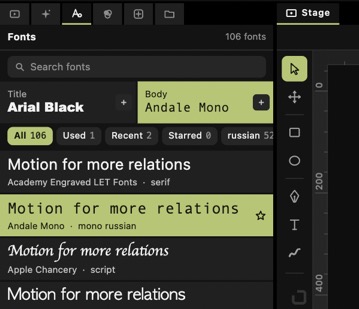 Stage
Fonts
106 fonts
Search fonts
Title
Arial Black
+
Body
Andale Mono
+
All 106
Used 1
Recent 2
Starred 0
russian 52
Motion for more relations
Academy Engraved LET Fonts · serif
Motion for more relations
Andale Mono · mono russian
Motion for more relations
Apple Chancery · script
Motion for more relations
0
200
400